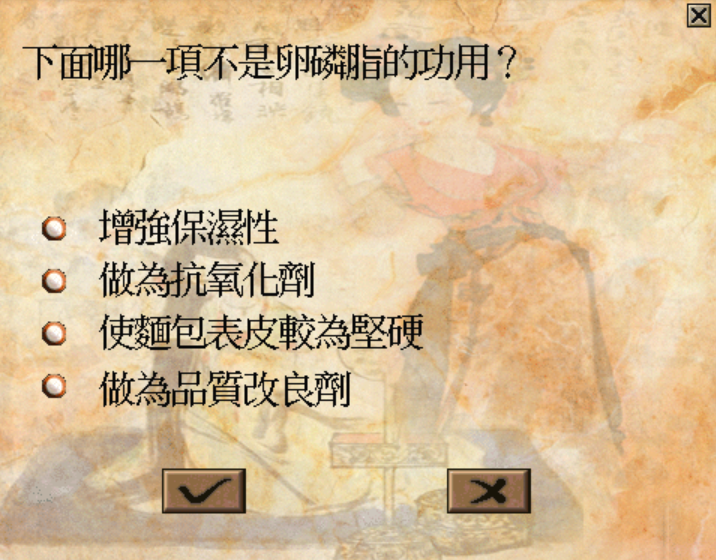 下面哪一項不是卵磷脂的功用？
增強保濕性
做為抗氧化劑
使麵包表皮較為堅硬
做為品質改良劑